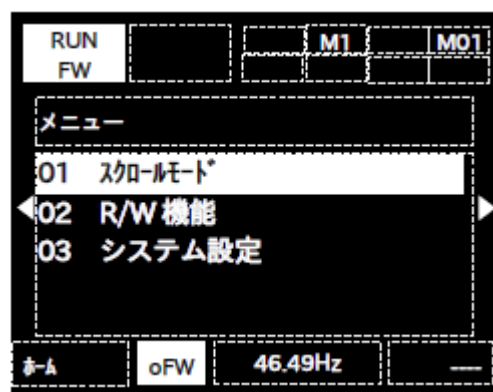 RUN FW M1 M01
メニュー
01 ｽｸﾛｰﾙﾓｰﾄﾞ
02 R/W 機能
03 システム設定
ﾎｰﾑ oFW 46.49Hz ----